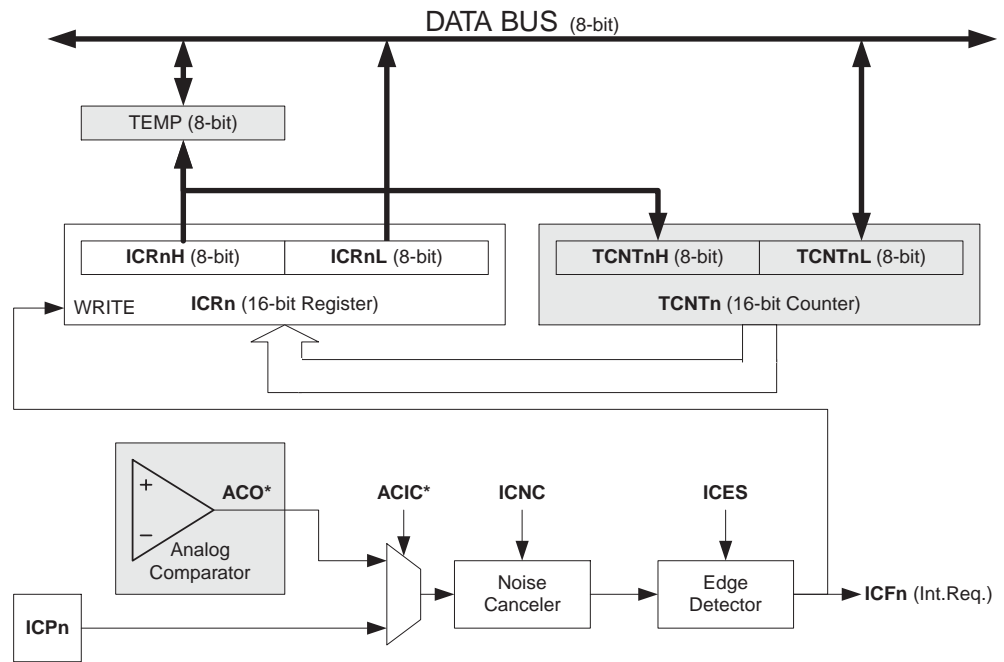 DATA BUS (8-bit)
TEMP (8-bit)
ICRnH (8-bit)
ICRnL (8-bit)
TCNTnH (8-bit)
TCNTnL (8-bit)
WRITE
ICRn (16-bit Register)
TCNTn (16-bit Counter)
+
−
ACO*
Analog
Comparator
ACIC*
ICNC
ICES
Noise
Canceler
Edge
Detector
ICFn (Int.Req.)
ICPn